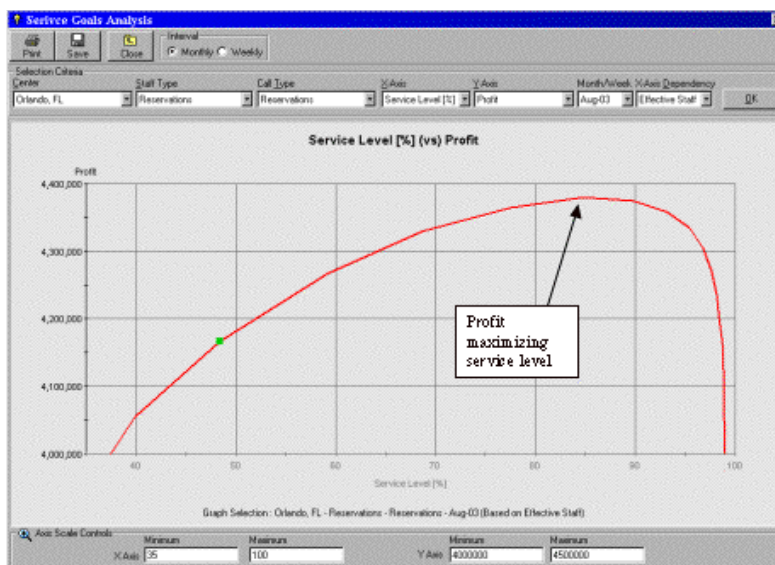 Serivce Goals Analysis
Print Save Close Interval Monthly Weekly
Selection Criteria
Center Staff Type Call Type X-Axis Y-Axis Month/Week X-Axis Dependency
Orlando, FL Reservations Reservations Service Level [%] Profit Aug-03 Effective Staff OK
Service Level [%] (vs) Profit
Profit
4,400,000
4,300,000
4,200,000
4,100,000
4,000,000
Profit
maximizing
service level
40 50 60 70 80 90 100
Service Level [%]
Graph Selection : Orlando, FL - Reservations - Reservations - Aug-03 (Based on Effective Staff)
Axis Scale Controls
Minimum Maximum Minimum Maximum
X Axis 35 100 Y Axis 4000000 4500000